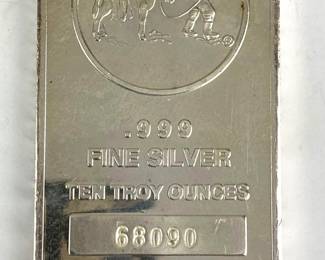 .999
FINE SILVER
TEN TROY OUNCES
68090